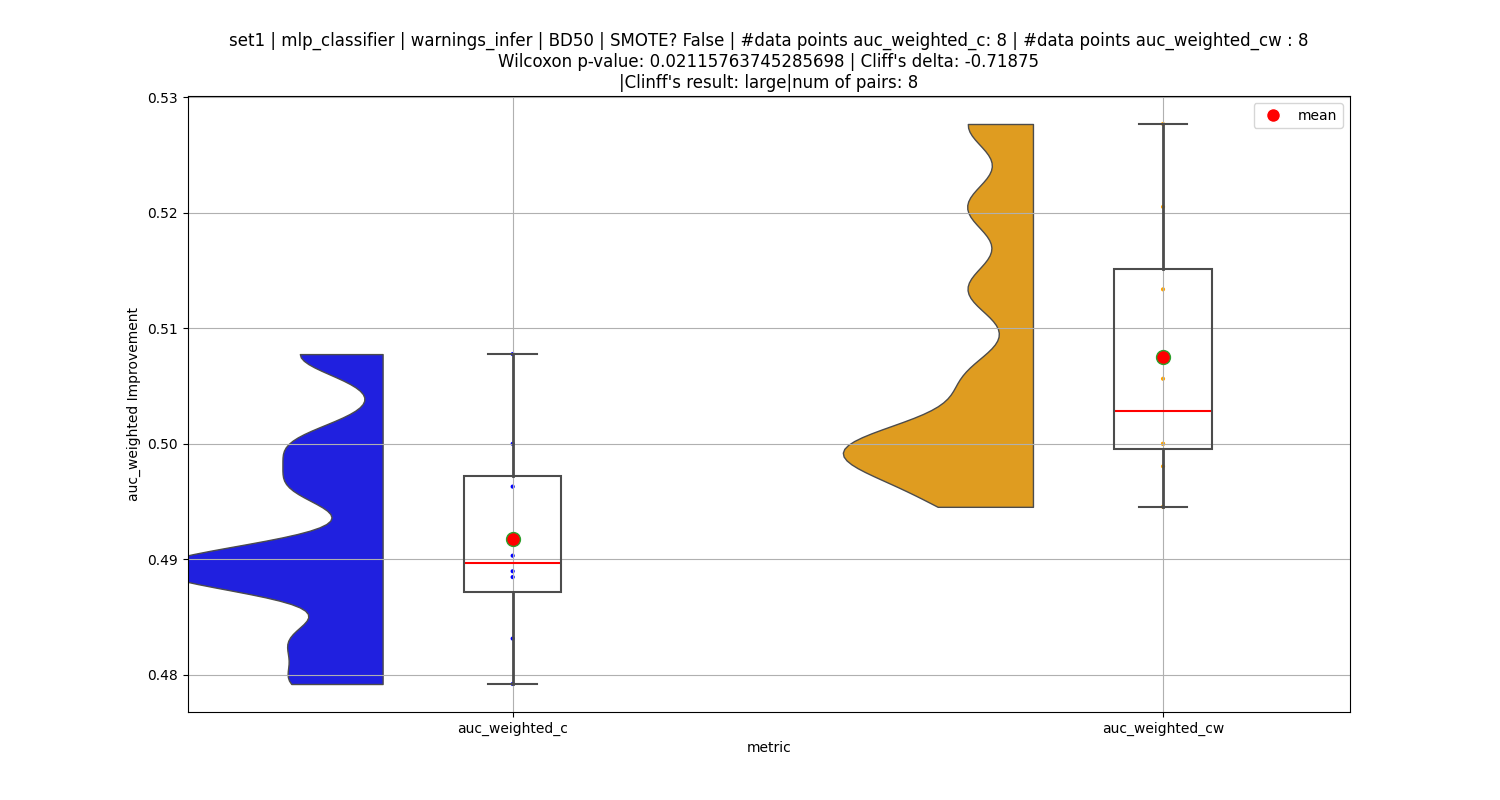 set1 | mlp_classifier | warnings_infer | BD50 | SMOTE? False | #data points auc_weighted_c: 8 | #data points auc_weighted_cw : 8
Wilcoxon p-value: 0.02115763745285698 | Cliff's delta: -0.71875
|Clinff's result: large|num of pairs: 8
mean
0.53
0.52
0.51
0.50
0.49
0.48
auc_weighted Improvement
auc_weighted_c
auc_weighted_cw
metric